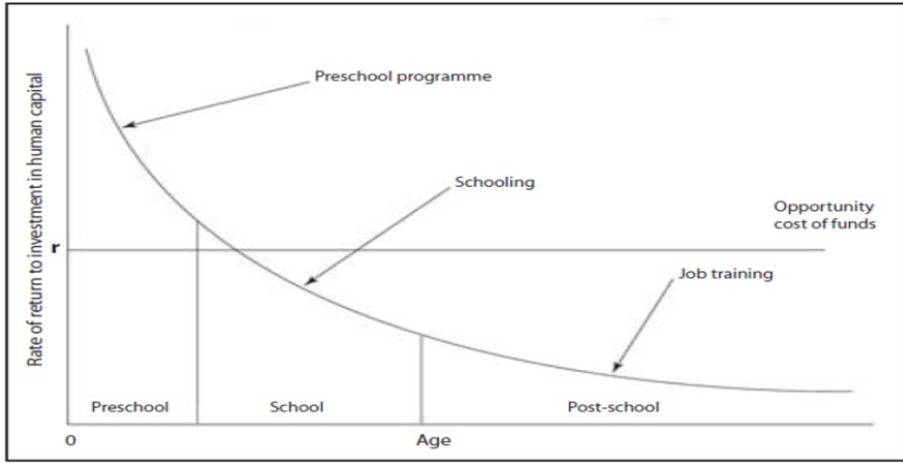 Rate of return to investment in human capital
Preschool programme
Schooling
Opportunity
cost of funds
r
Job training
Preschool
School
Post-school
0
Age